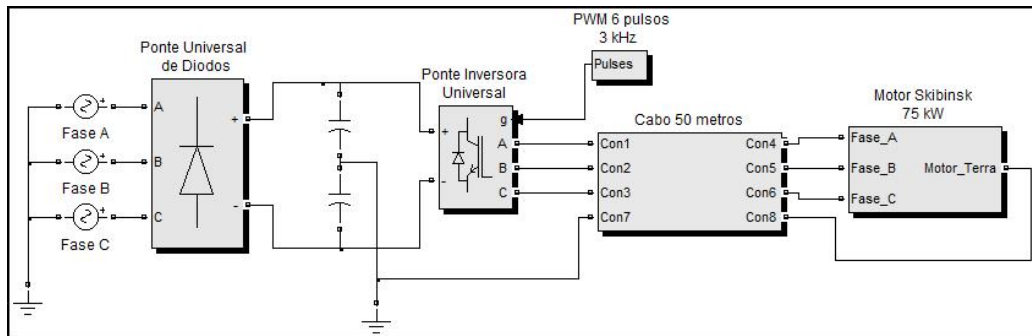 PWM 6 pulsos
3 kHz
Pulses
Ponte Universal
de Diodos
Ponte Inversora
Universal
Cabo 50 metros
Motor Skibinsk
75 kW
Fase A
Fase B
Fase C
A
B
C
+
-
+
-
g
A
B
C
Con1
Con2
Con3
Con7
Con4
Con5
Con6
Con8
Fase_A
Fase_B
Fase_C
Motor_Terra